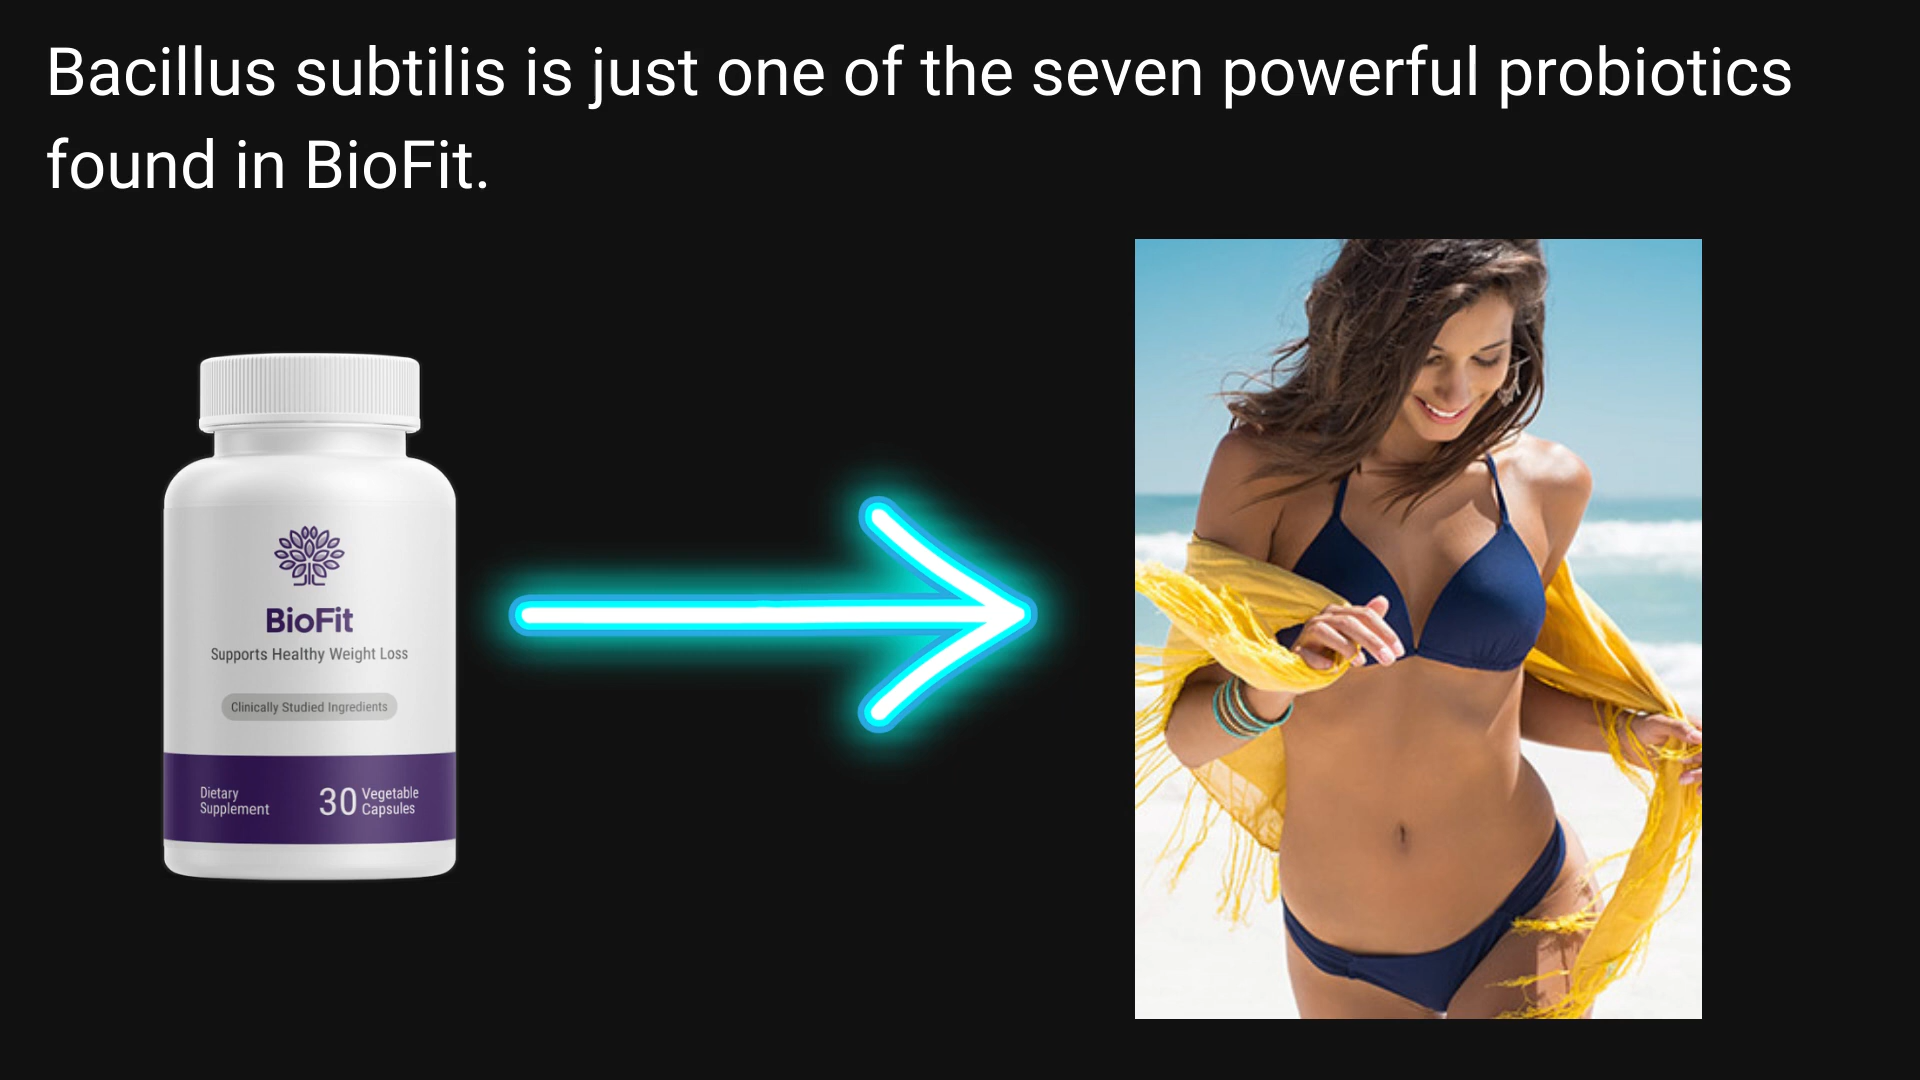 Bacillus subtilis is just one of the seven powerful probiotics
found in BioFit.
BioFit
Supports Healthy Weight Loss
Clinically Studied Ingredients
Dietary
Supplement
30 Vegetable
Capsules